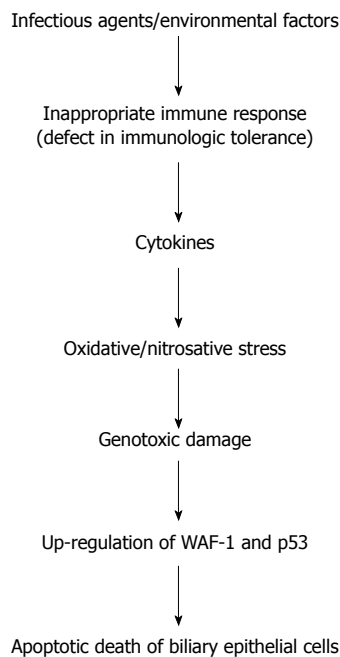 Infectious agents/environmental factors
Inappropriate immune response
(defect in immunologic tolerance)
Cytokines
Oxidative/nitrosative stress
Genotoxic damage
Up-regulation of WAF-1 and p53
Apoptotic death of biliary epithelial cells